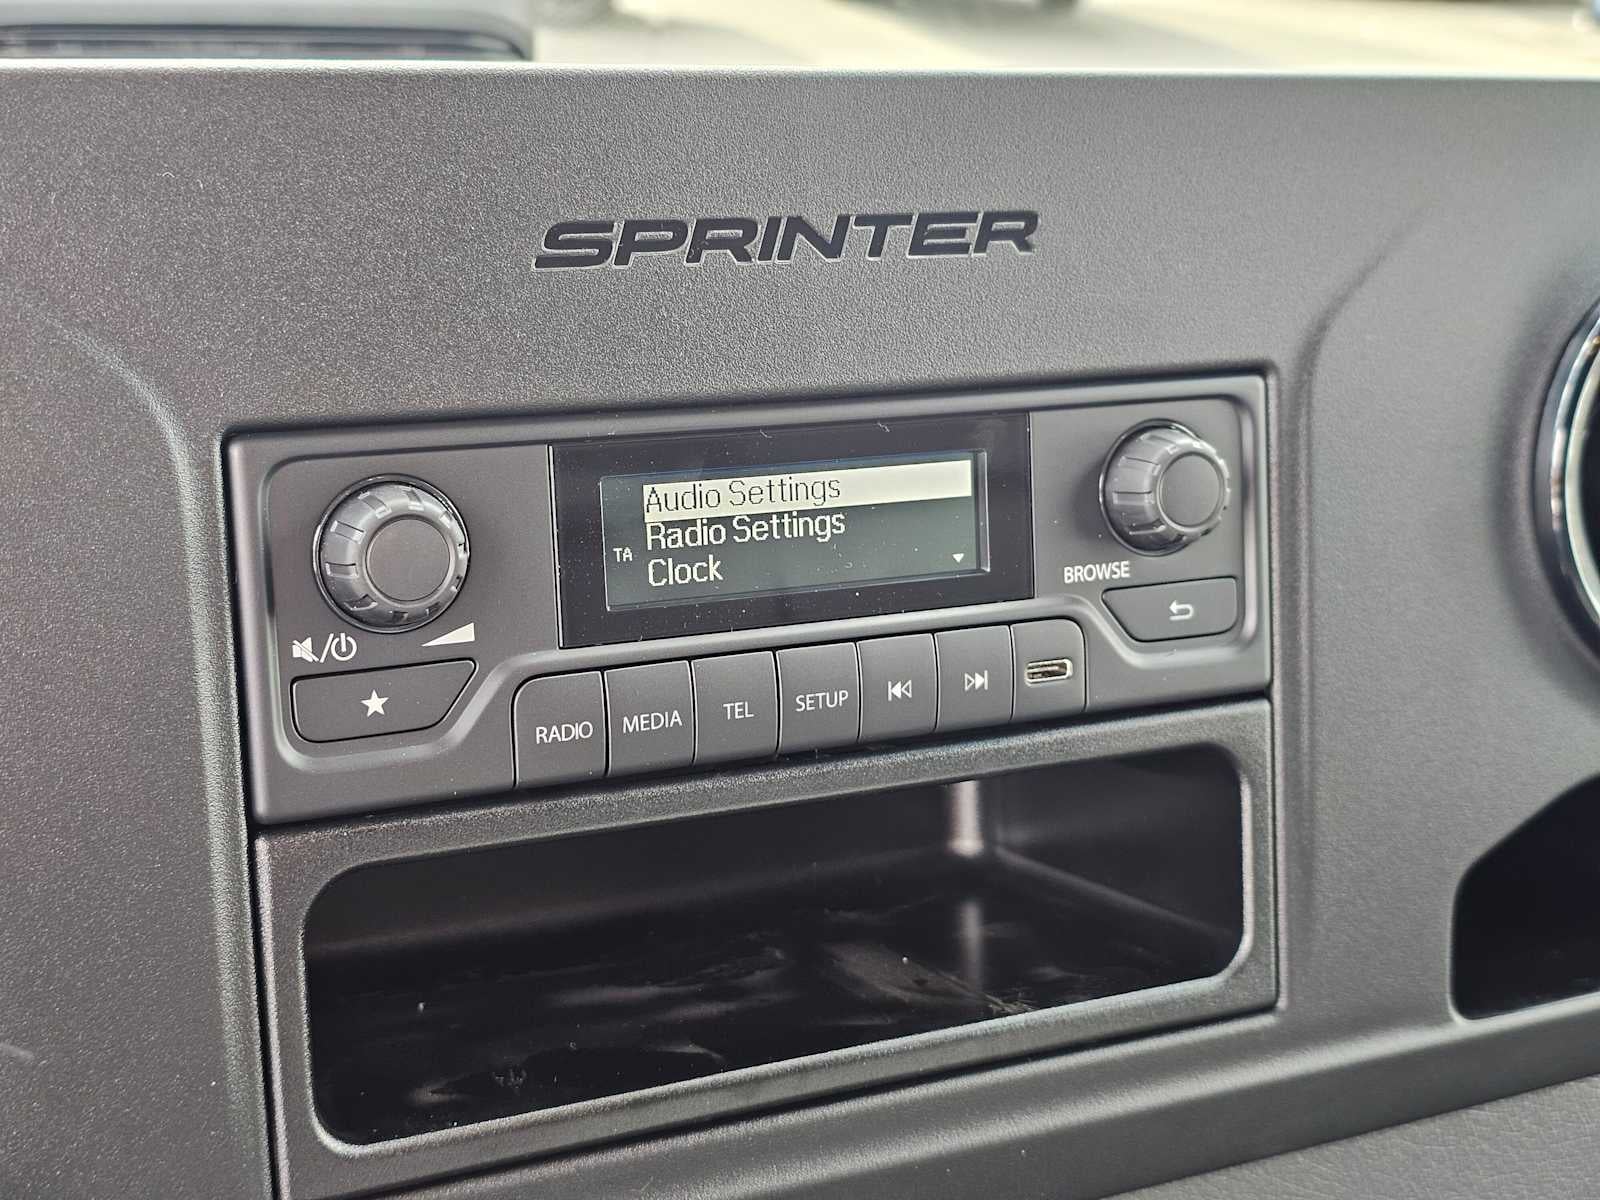 SPRINTER
Audio Settings
Radio Settings
TA
Clock
BROWSE
RADIO
MEDIA
TEL
SETUP